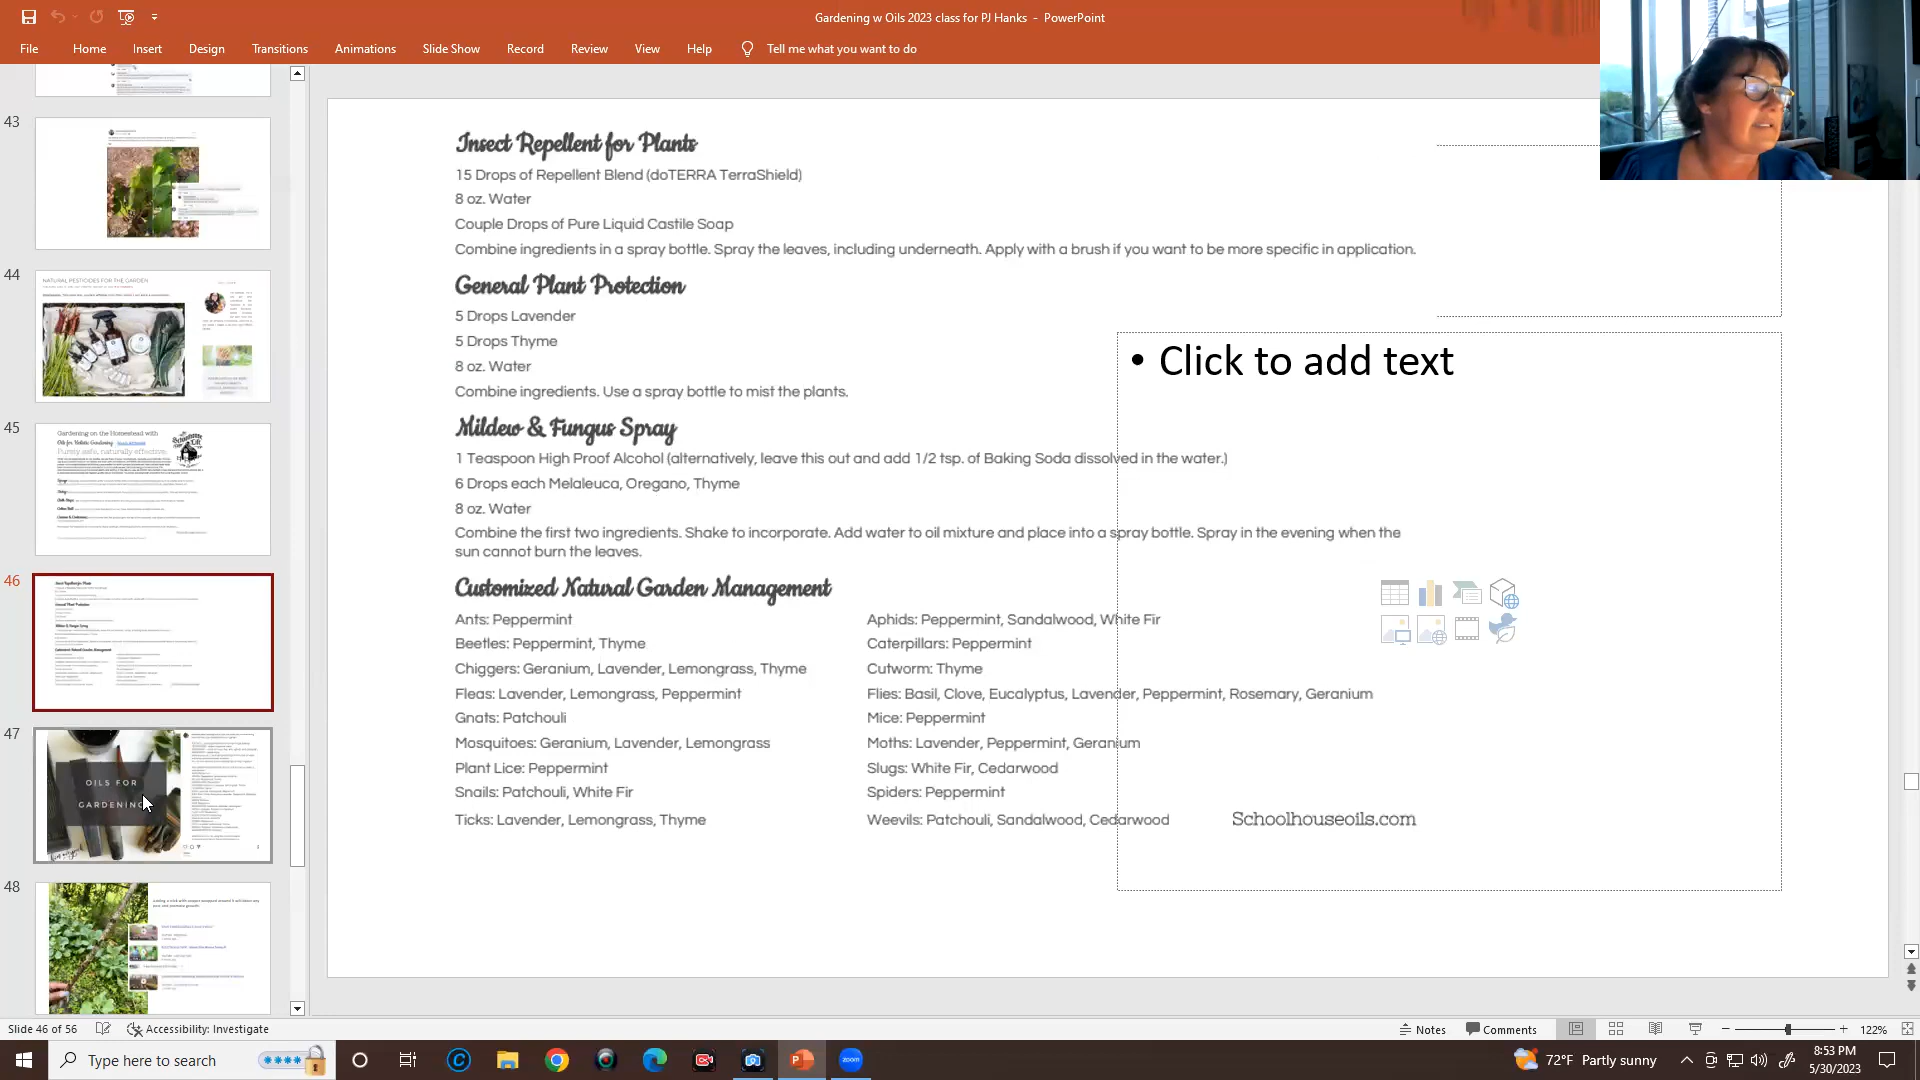 Gardening w Oils 2023 class for PJ Hanks - PowerPoint
File Home Insert Design Transitions Animations Slide Show Record Review View Help Tell me what you want to do
43
44
NATURAL PESTICIDES FOR THE GARDEN
45
Gardening on the Homestead with
46
47
OILS FOR
GARDENING
48
Insect Repellent for Plants
15 Drops of Repellent Blend (doTERRA TerraShield)
8 oz. Water
Couple Drops of Pure Liquid Castile Soap
Combine ingredients in a spray bottle. Spray the leaves, including underneath. Apply with a brush if you want to be more specific in application.
General Plant Protection
5 Drops Lavender
5 Drops Thyme
8 oz. Water
Combine ingredients. Use a spray bottle to mist the plants.
Mildew & Fungus Spray
1 Teaspoon High Proof Alcohol (alternatively, leave this out and add 1/2 tsp. of Baking Soda dissolved in the water.)
6 Drops each Melaleuca, Oregano, Thyme
8 oz. Water
Combine the first two ingredients. Shake to incorporate. Add water to oil mixture and place into a spray bottle. Spray in the evening when the
sun cannot burn the leaves.
Customized Natural Garden Management
Ants: Peppermint Aphids: Peppermint, Sandalwood, White Fir
Beetles: Peppermint, Thyme Caterpillars: Peppermint
Chiggers: Geranium, Lavender, Lemongrass, Thyme Cutworm: Thyme
Fleas: Lavender, Lemongrass, Peppermint Flies: Basil, Clove, Eucalyptus, Lavender, Peppermint, Rosemary, Geranium
Gnats: Patchouli Mice: Peppermint
Mosquitoes: Geranium, Lavender, Lemongrass Moths: Lavender, Peppermint, Geranium
Plant Lice: Peppermint Slugs: White Fir, Cedarwood
Snails: Patchouli, White Fir Spiders: Peppermint
Ticks: Lavender, Lemongrass, Thyme Weevils: Patchouli, Sandalwood, Cedarwood
Schoolhouseoils.com
• Click to add text
Slide 46 of 56 Accessibility: Investigate Notes Comments 122%
Type here to search 72°F Partly sunny 8:53 PM
5/30/2023